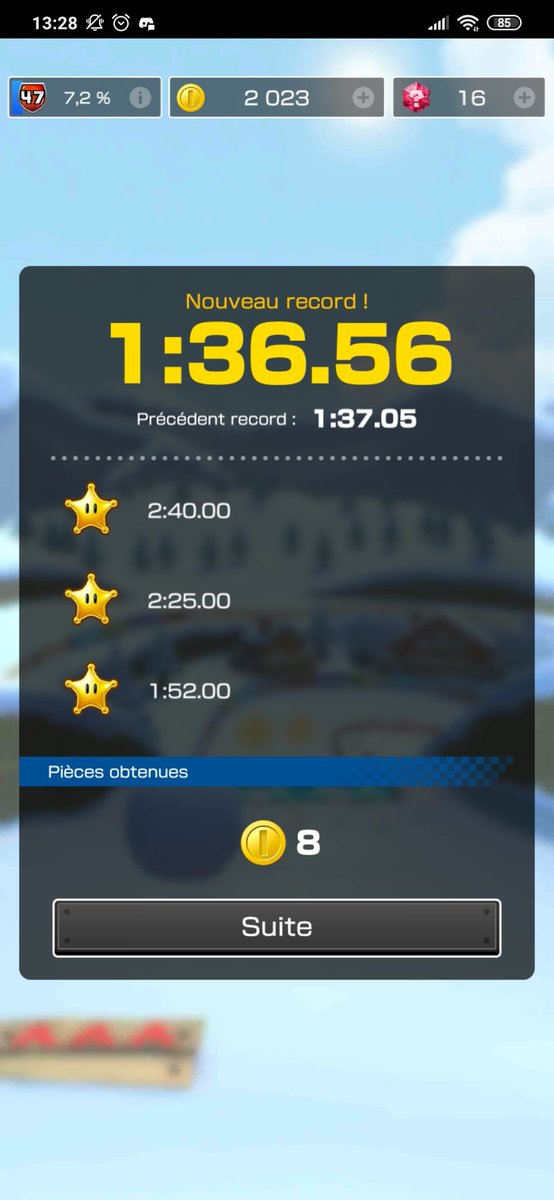 13:28
85
47
7,2 %
i
2 023
16
Nouveau record !
1:36.56
Précédent record : 1:37.05
2:40.00
2:25.00
1:52.00
Pièces obtenues
8
Suite